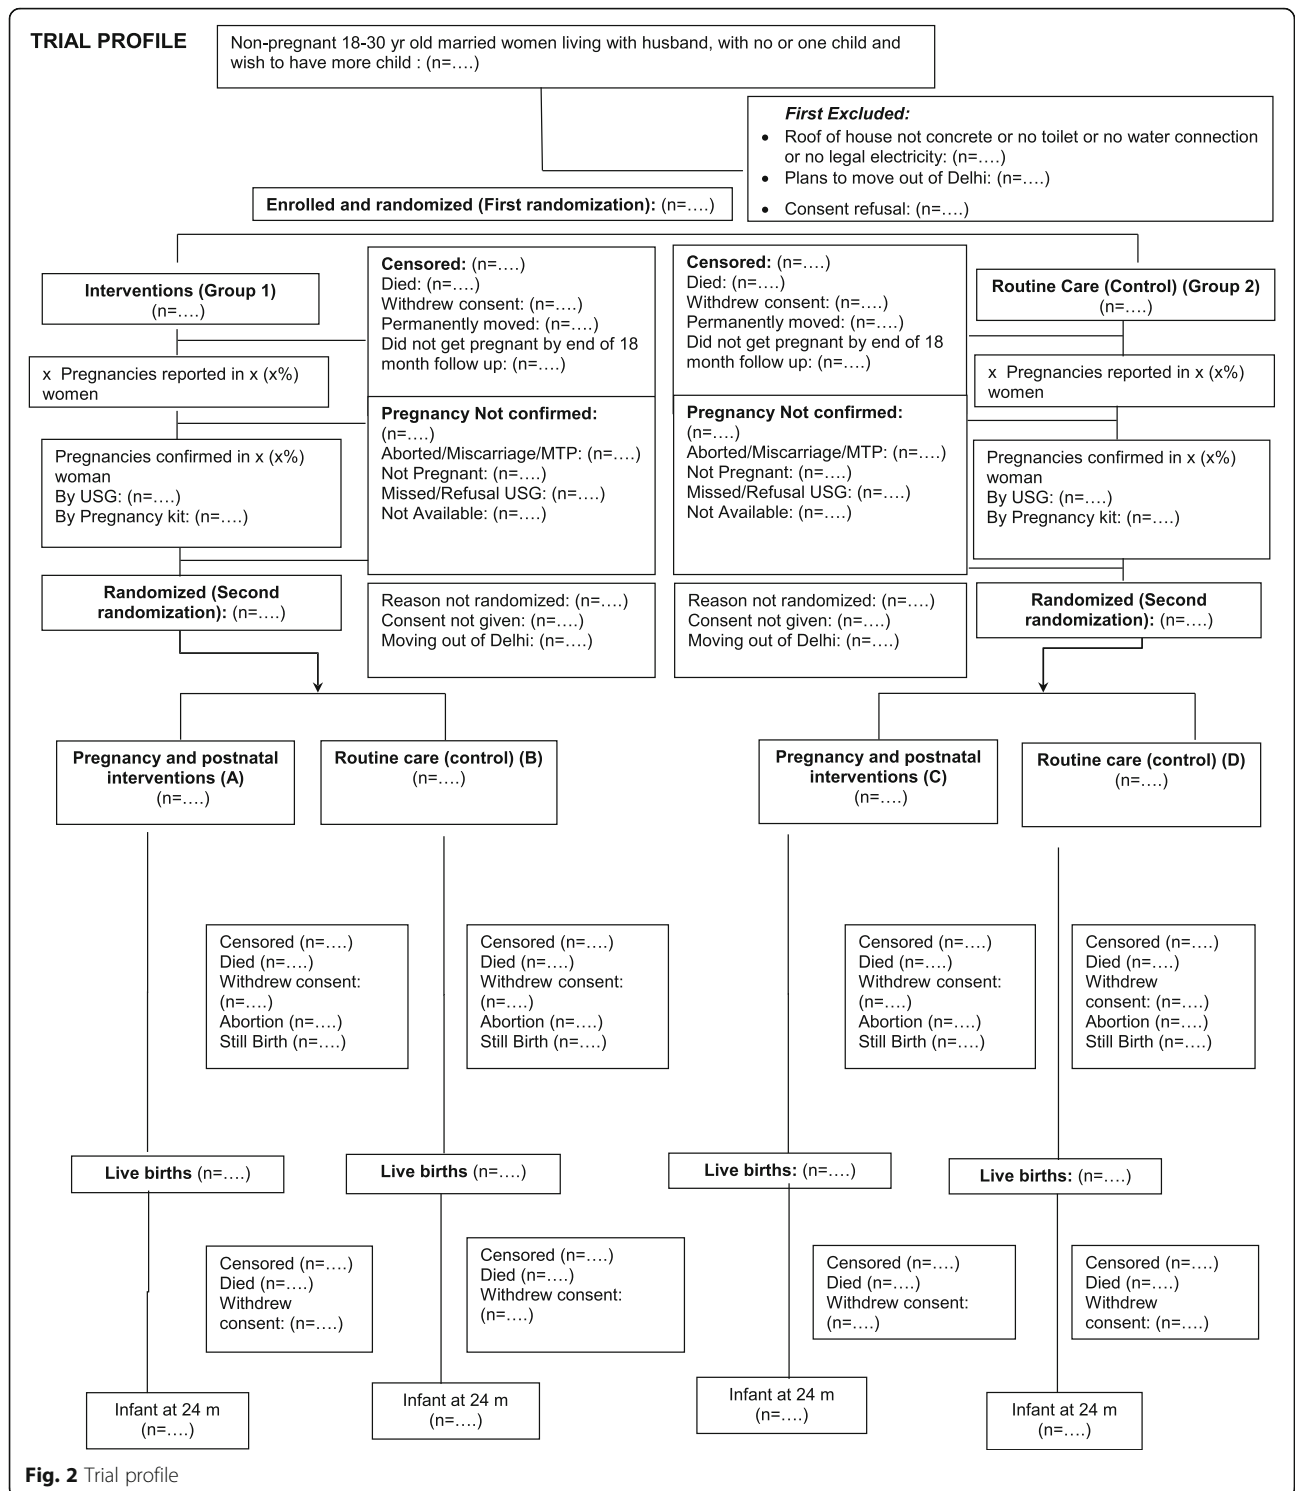 TRIAL PROFILE
Non-pregnant 18-30 yr old married women living with husband, with no or one child and
wish to have more child : (n=....)
First Excluded:
• Roof of house not concrete or no toilet or no water connection
or no legal electricity: (n=....)
• Plans to move out of Delhi: (n=....)
• Consent refusal: (n=....)
Enrolled and randomized (First randomization): (n=....)
Interventions (Group 1)
(n=....)
Censored: (n=....)
Died: (n=....)
Withdrew consent: (n=....)
Permanently moved: (n=....)
Did not get pregnant by end of 18
month follow up: (n=....)
Censored: (n=....)
Died: (n=....)
Withdrew consent: (n=....)
Permanently moved: (n=....)
Did not get pregnant by end of 18
month follow up: (n=....)
Routine Care (Control) (Group 2)
(n=....)
x Pregnancies reported in x (x%)
women
x Pregnancies reported in x (x%)
women
Pregnancy Not confirmed:
(n=....)
Aborted/Miscarriage/MTP: (n=....)
Not Pregnant: (n=....)
Missed/Refusal USG: (n=....)
Not Available: (n=....)
Pregnancy Not confirmed:
(n=....)
Aborted/Miscarriage/MTP: (n=....)
Not Pregnant: (n=....)
Missed/Refusal USG: (n=....)
Not Available: (n=....)
Pregnancies confirmed in x (x%)
woman
By USG: (n=....)
By Pregnancy kit: (n=....)
Pregnancies confirmed in x (x%)
woman
By USG: (n=....)
By Pregnancy kit: (n=....)
Randomized (Second
randomization): (n=....)
Reason not randomized: (n=....)
Consent not given: (n=....)
Moving out of Delhi: (n=....)
Reason not randomized: (n=....)
Consent not given: (n=....)
Moving out of Delhi: (n=....)
Randomized (Second
randomization): (n=....)
Pregnancy and postnatal
interventions (A)
(n=....)
Routine care (control) (B)
(n=....)
Pregnancy and postnatal
interventions (C)
(n=....)
Routine care (control) (D)
(n=....)
Censored (n=....)
Died (n=....)
Withdrew consent:
(n=....)
Abortion (n=....)
Still Birth (n=....)
Censored (n=....)
Died (n=....)
Withdrew consent:
(n=....)
Abortion (n=....)
Still Birth (n=....)
Censored (n=....)
Died (n=....)
Withdrew consent:
(n=....)
Abortion (n=....)
Still Birth (n=....)
Censored (n=....)
Died (n=....)
Withdrew
consent: (n=....)
Abortion (n=....)
Still Birth (n=....)
Live births (n=....)
Live births (n=....)
Live births: (n=....)
Live births: (n=....)
Censored (n=....)
Died (n=....)
Withdrew
consent: (n=....)
Censored (n=....)
Died (n=....)
Withdrew consent:
(n=....)
Censored (n=....)
Died (n=....)
Withdrew consent:
(n=....)
Censored (n=....)
Died (n=....)
Withdrew
consent: (n=....)
Infant at 24 m
(n=....)
Infant at 24 m
(n=....)
Infant at 24 m
(n=....)
Infant at 24 m
(n=....)
Fig. 2 Trial profile